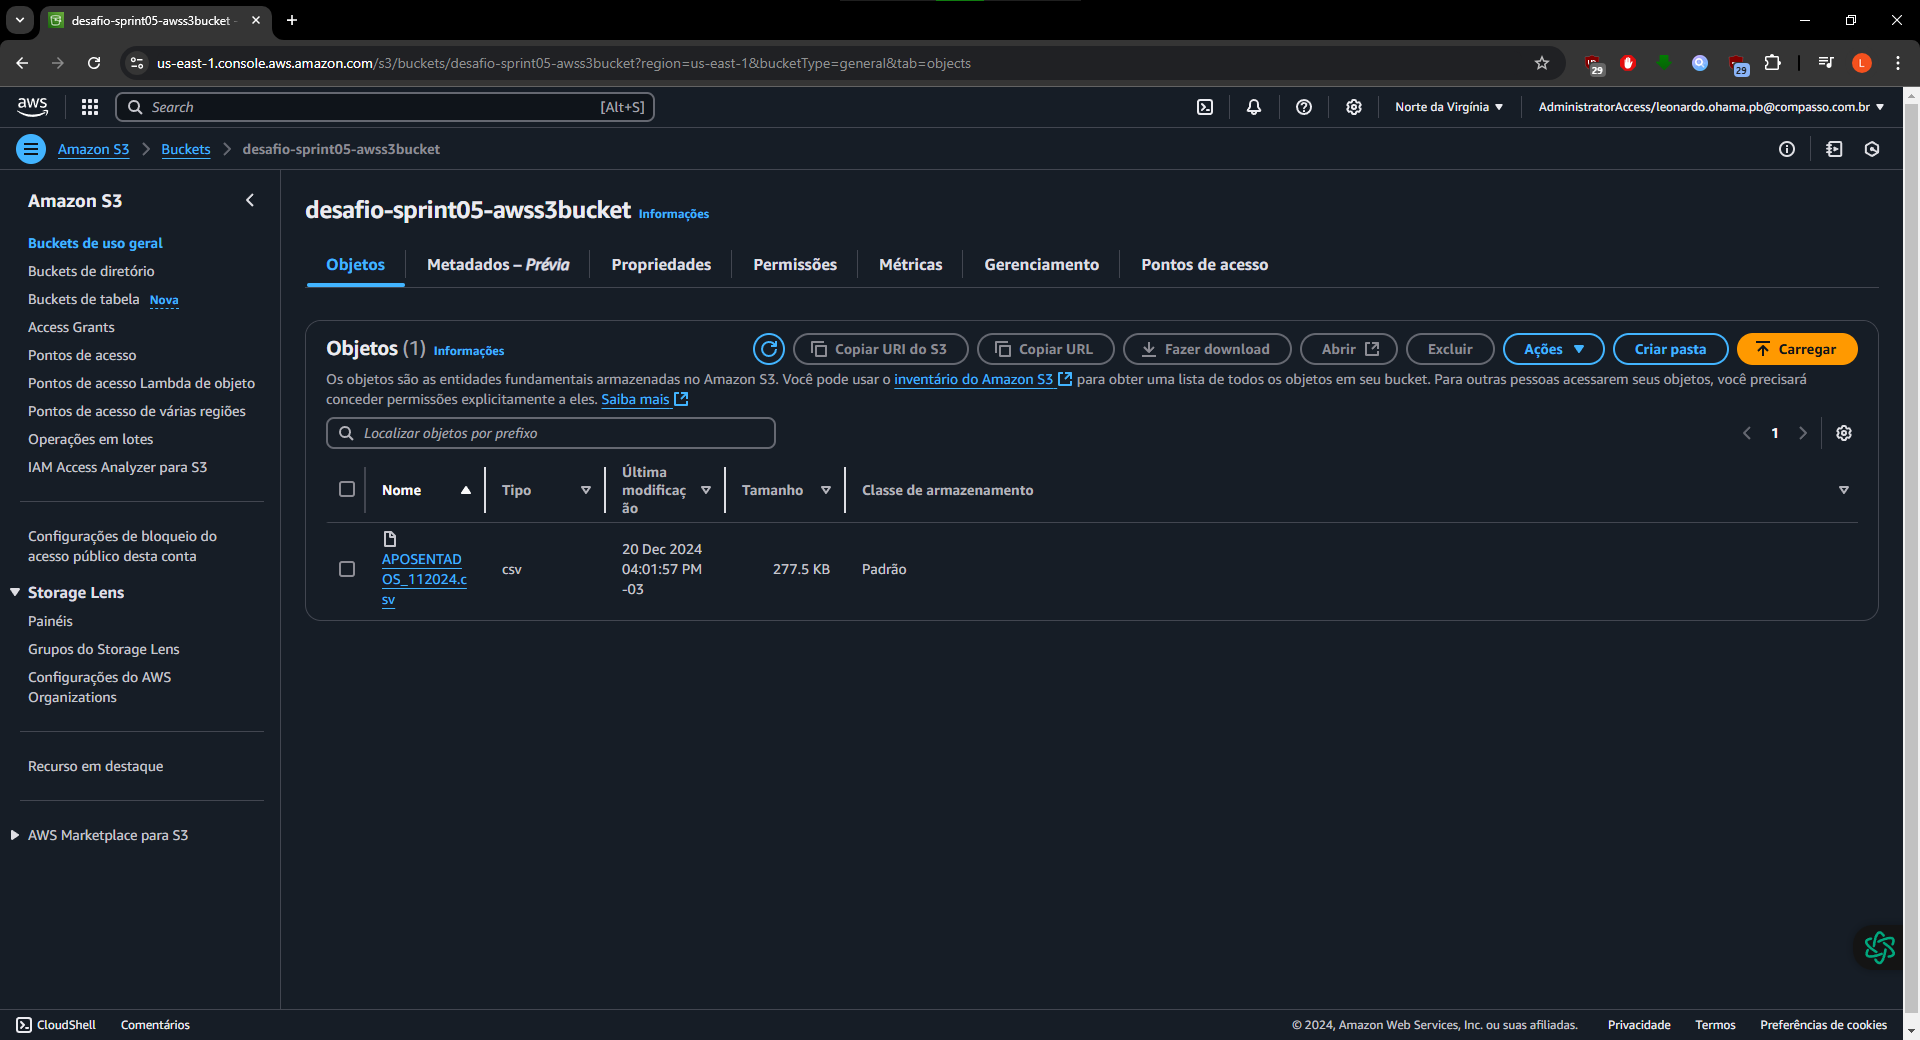 desafio-sprint05-awss3bucket -
us-east-1.console.aws.amazon.com/s3/buckets/desafio-sprint05-awss3bucket?region=us-east-1&bucketType=general&tab=objects
29
29
L
aws
Search
[Alt+S]
Norte da Virgínia
AdministratorAccess/leonardo.ohama.pb@compasso.com.br
Amazon S3
Buckets
desafio-sprint05-awss3bucket
Amazon S3
Buckets de uso geral
Buckets de diretório
Buckets de tabela Nova
Access Grants
Pontos de acesso
Pontos de acesso Lambda de objeto
Pontos de acesso de várias regiões
Operações em lotes
IAM Access Analyzer para S3
Configurações de bloqueio do
acesso público desta conta
Storage Lens
Painéis
Grupos do Storage Lens
Configurações do AWS
Organizations
Recurso em destaque
AWS Marketplace para S3
desafio-sprint05-awss3bucket Informações
Objetos
Metadados – Prévia
Propriedades
Permissões
Métricas
Gerenciamento
Pontos de acesso
Objetos (1) Informações
Copiar URI do S3
Copiar URL
Fazer download
Abrir
Excluir
Ações
Criar pasta
Carregar
Os objetos são as entidades fundamentais armazenadas no Amazon S3. Você pode usar o inventário do Amazon S3 para obter uma lista de todos os objetos em seu bucket. Para outras pessoas acessarem seus objetos, você precisará
conceder permissões explicitamente a eles. Saiba mais
Localizar objetos por prefixo
1
Nome
Tipo
Última
modificaç
ão
Tamanho
Classe de armazenamento
APOSENTAD
OS_112024.c
sv
csv
20 Dec 2024
04:01:57 PM
-03
277.5 KB
Padrão
CloudShell
Comentários
© 2024, Amazon Web Services, Inc. ou suas afiliadas.
Privacidade
Termos
Preferências de cookies